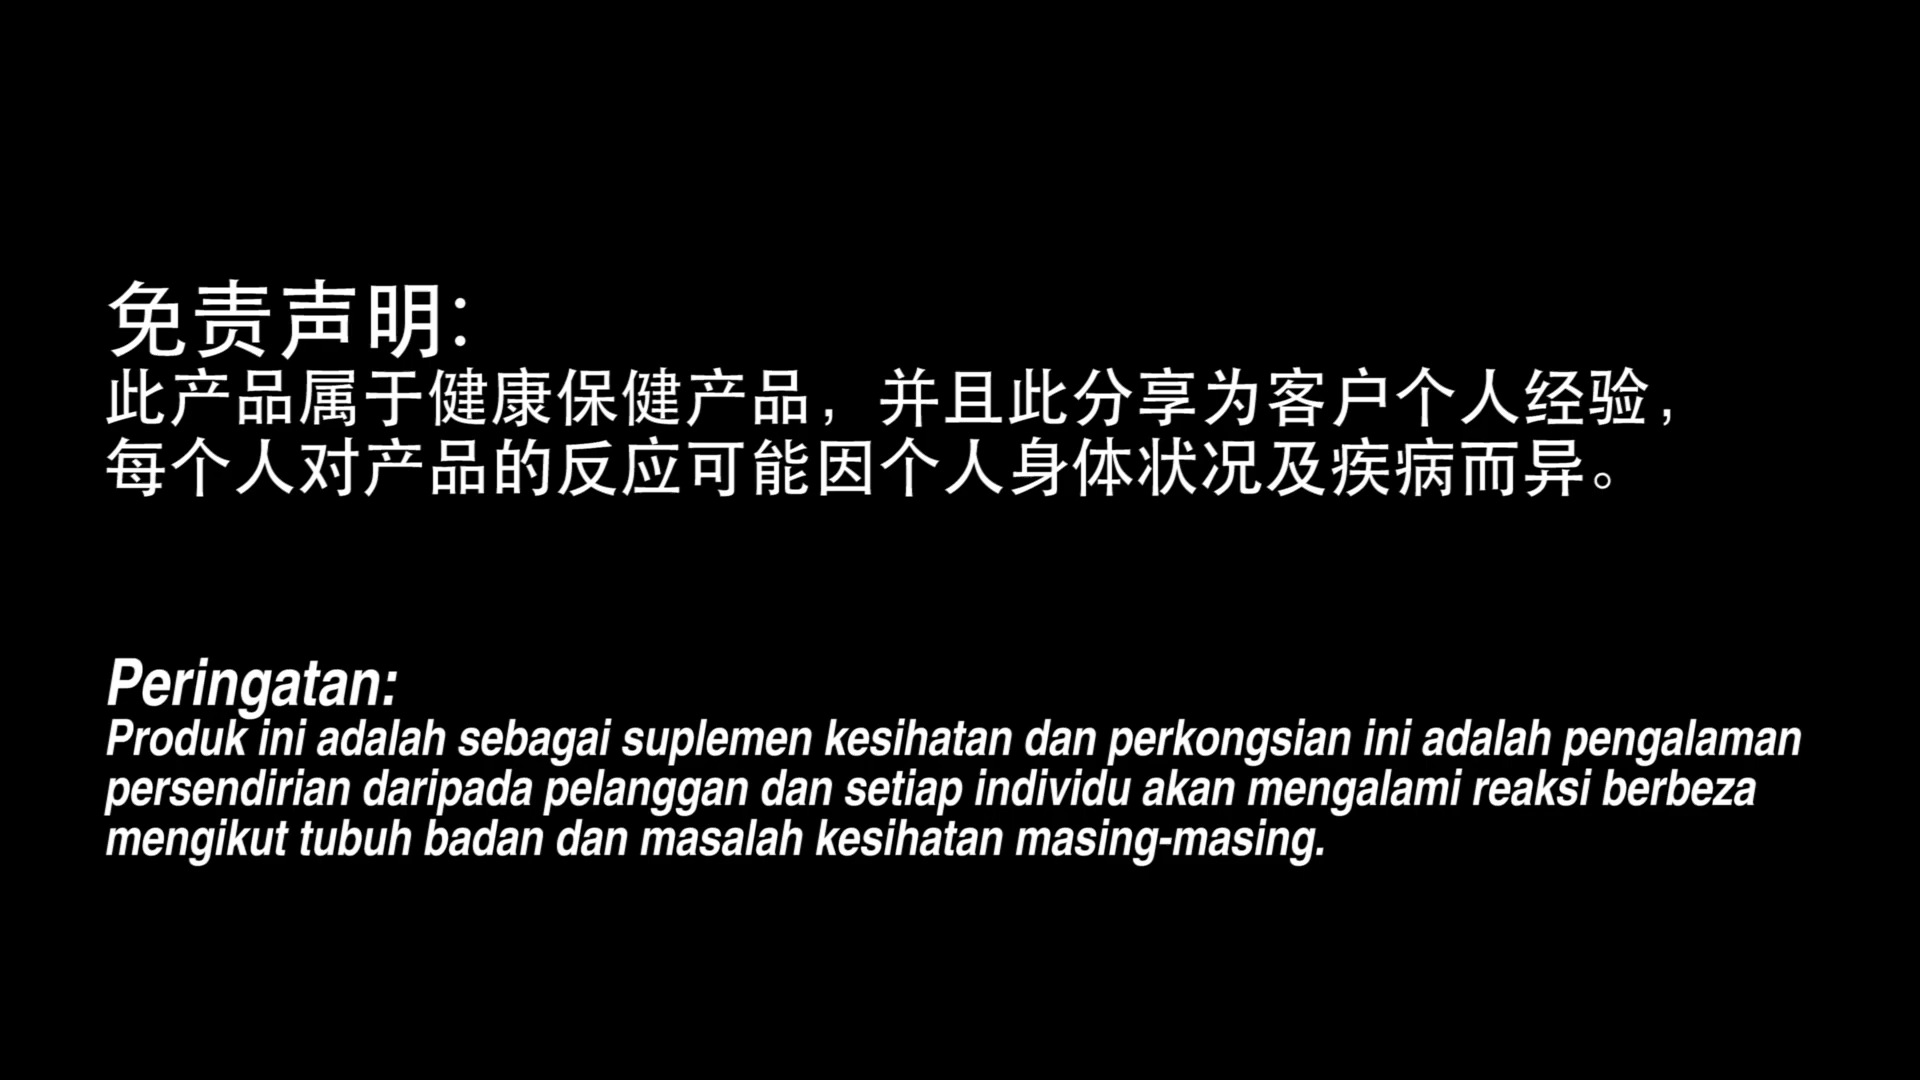 免责声明：
此产品属于健康保健产品，并且此分享为客户个人经验，
每个人对产品的反应可能因个人身体状况及疾病而异。
Peringatan:
Produk ini adalah sebagai suplemen kesihatan dan perkongsian ini adalah pengalaman
persendirian daripada pelanggan dan setiap individu akan mengalami reaksi berbeza
mengikut tubuh badan dan masalah kesihatan masing-masing.